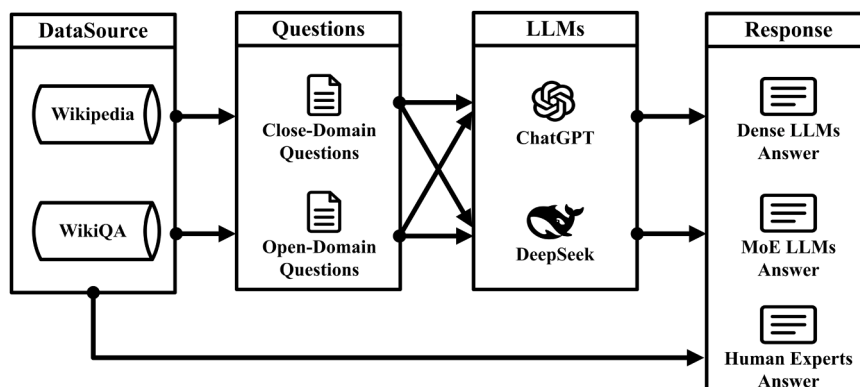 DataSource
Wikipedia
WikiQA
Questions
Close-Domain
Questions
Open-Domain
Questions
LLMs
ChatGPT
DeepSeek
Response
Dense LLMs
Answer
MoE LLMs
Answer
Human Experts
Answer